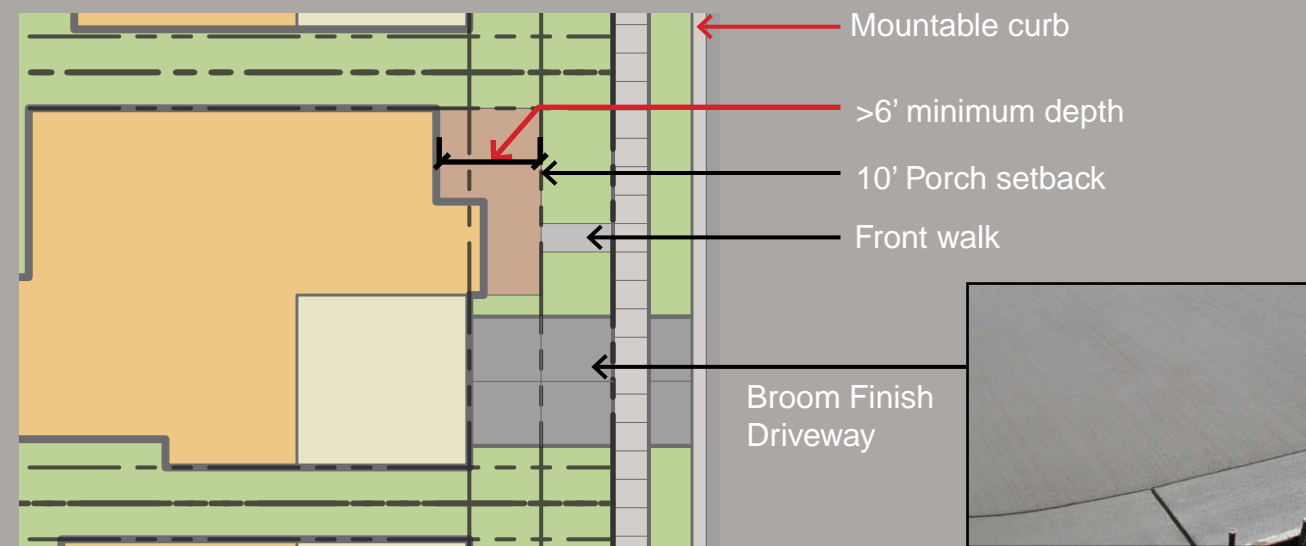 Mountable curb
>6’ minimum depth
10’ Porch setback
Front walk
Broom Finish
Driveway